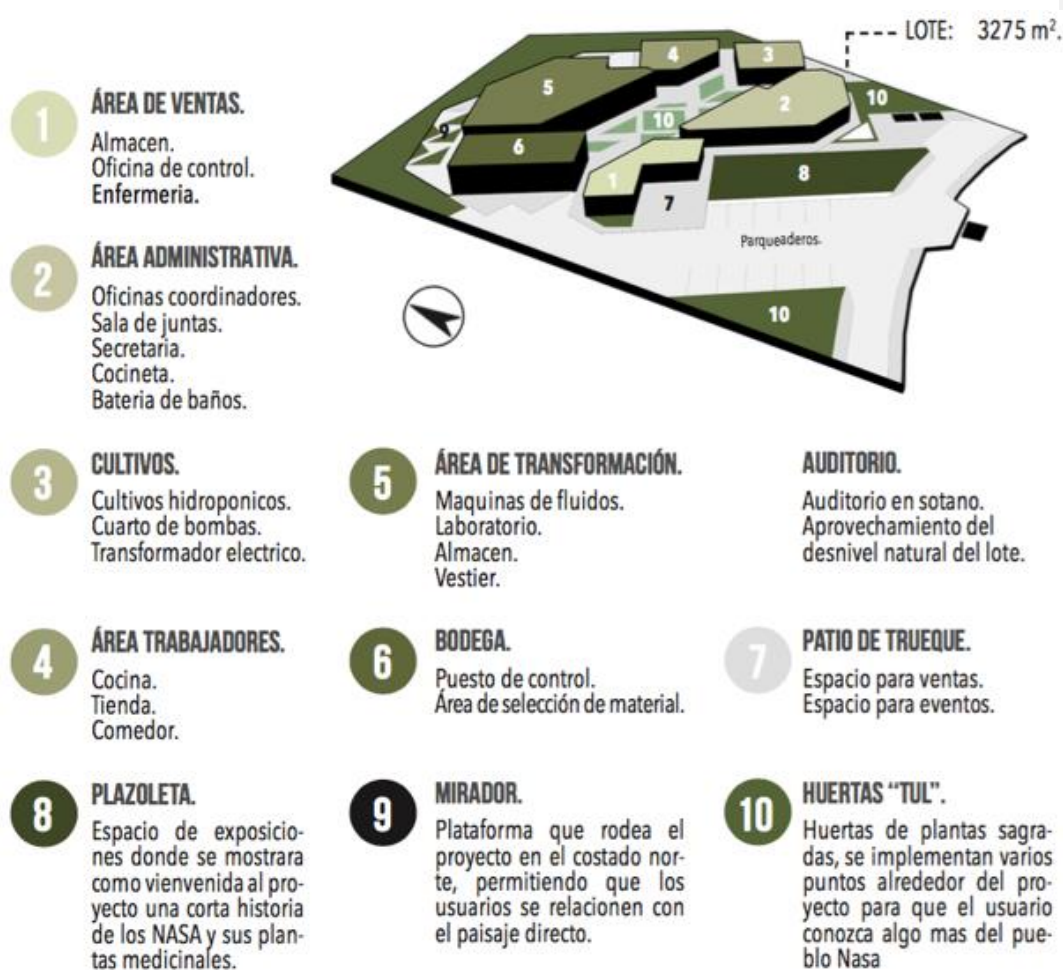 LOTE: 3275 m².
4
3
5
2
10
9
10
6
1
8
7
Parqueaderos.
10
1
ÁREA DE VENTAS.
Almacen.
Oficina de control.
Enfermeria.
2
ÁREA ADMINISTRATIVA.
Oficinas coordinadores.
Sala de juntas.
Secretaria.
Cocineta.
Bateria de baños.
3
CULTIVOS.
Cultivos hidroponicos.
Cuarto de bombas.
Transformador electrico.
5
ÁREA DE TRANSFORMACIÓN.
Maquinas de fluidos.
Laboratorio.
Almacen.
Vestier.
AUDITORIO.
Auditorio en sotano.
Aprovechamiento del
desnivel natural del lote.
4
ÁREA TRABAJADORES.
Cocina.
Tienda.
Comedor.
6
BODEGA.
Puesto de control.
Área de selección de material.
7
PATIO DE TRUEQUE.
Espacio para ventas.
Espacio para eventos.
8
PLAZOLETA.
Espacio de exposicio-
nes donde se mostrara
como vienvenida al pro-
yecto una corta historia
de los NASA y sus plan-
tas medicinales.
9
MIRADOR.
Plataforma que rodea el
proyecto en el costado nor-
te, permitiendo que los
usuarios se relacionen con
el paisaje directo.
10
HUERTAS “TUL”.
Huertas de plantas sagra-
das, se implementan varios
puntos alrededor del pro-
yecto para que el usuario
conozca algo mas del pue-
blo Nasa